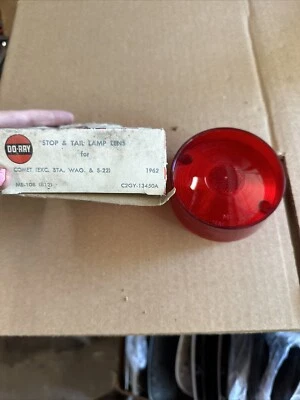 DO-RAY
STOP & TAIL LAMP LENS
for
COMET (EXC. STA. WAG. & S-22) 1962
C2GY-13450A